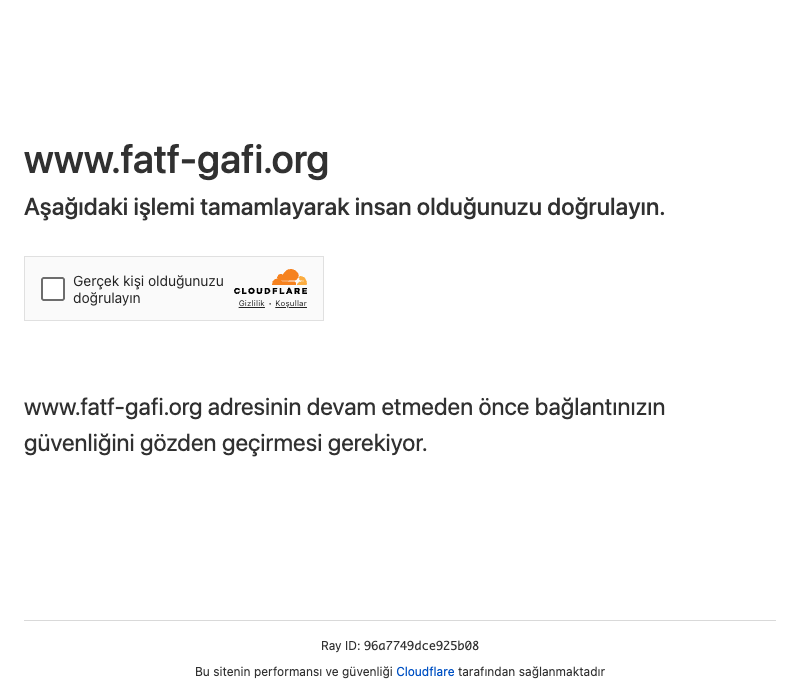 www.fatf-gafi.org
Aşağıdaki işlemi tamamlayarak insan olduğunuzu doğrulayın.
Gerçek kişi olduğunuzu
doğrulayın
CLOUDFLARE
Gizlilik • Koşullar
www.fatf-gafi.org adresinin devam etmeden önce bağlantınızın
güvenliğini gözden geçirmesi gerekiyor.
Ray ID: 96a7749dce925b08
Bu sitenin performansı ve güvenliği Cloudflare tarafından sağlanmaktadır